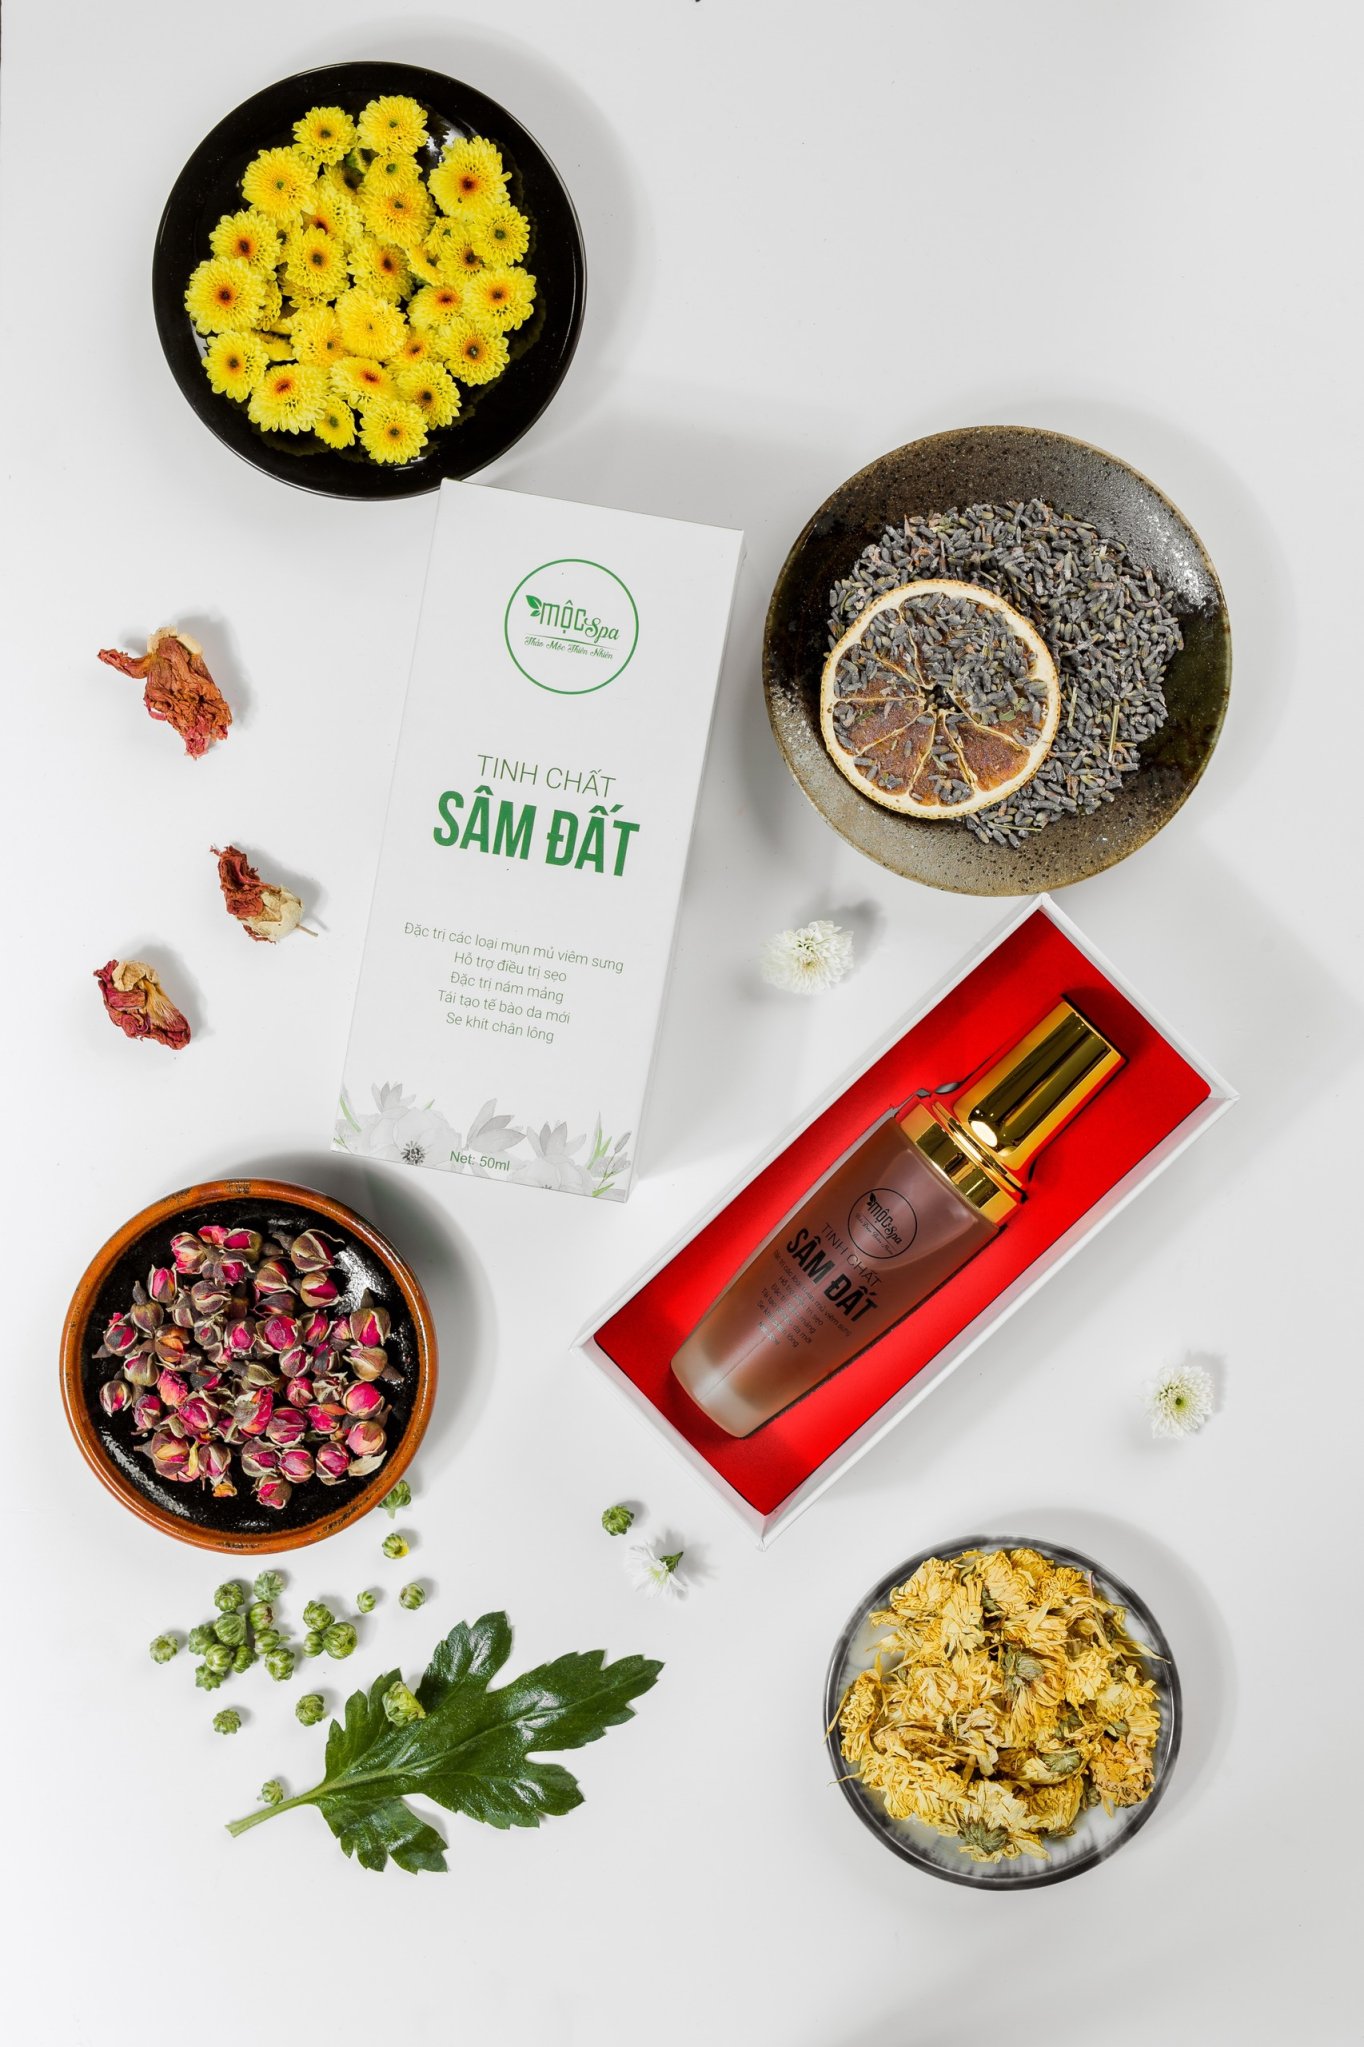 MỘC Spa
Thảo Mộc Thiên Nhiên
TINH CHẤT
SÂM ĐẤT
Đặc trị các loại mụn mủ viêm sưng
Hỗ trợ điều trị sẹo
Đặc trị nám mảng
Tái tạo tế bào da mới
Se khít chân lông
Net: 50ml
MỘC Spa
TINH CHẤT
SÂM ĐẤT